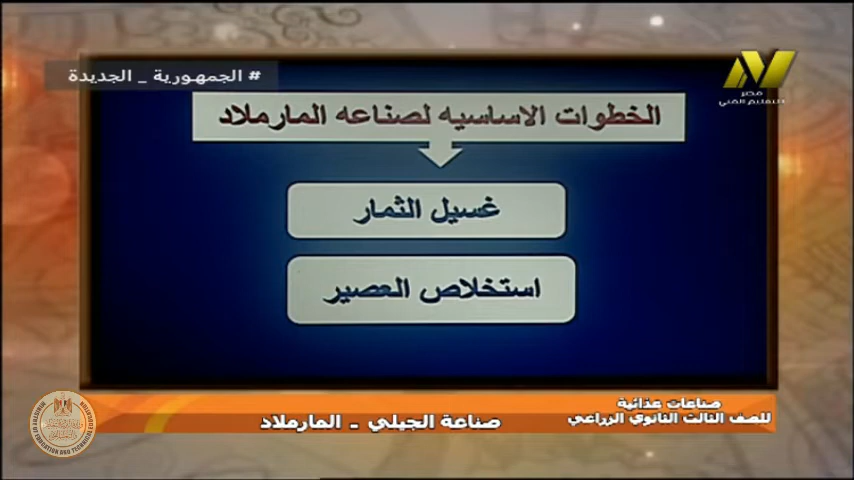 # الجمهورية _ الجديدة
مصر
التعليم الفني
الخطوات الاساسيه لصناعه المارملاد
غسيل الثمار
استخلاص العصير
صناعات غذائية
للصف الثالث الثانوي الزراعي
صناعة الجيلي - المارملاد